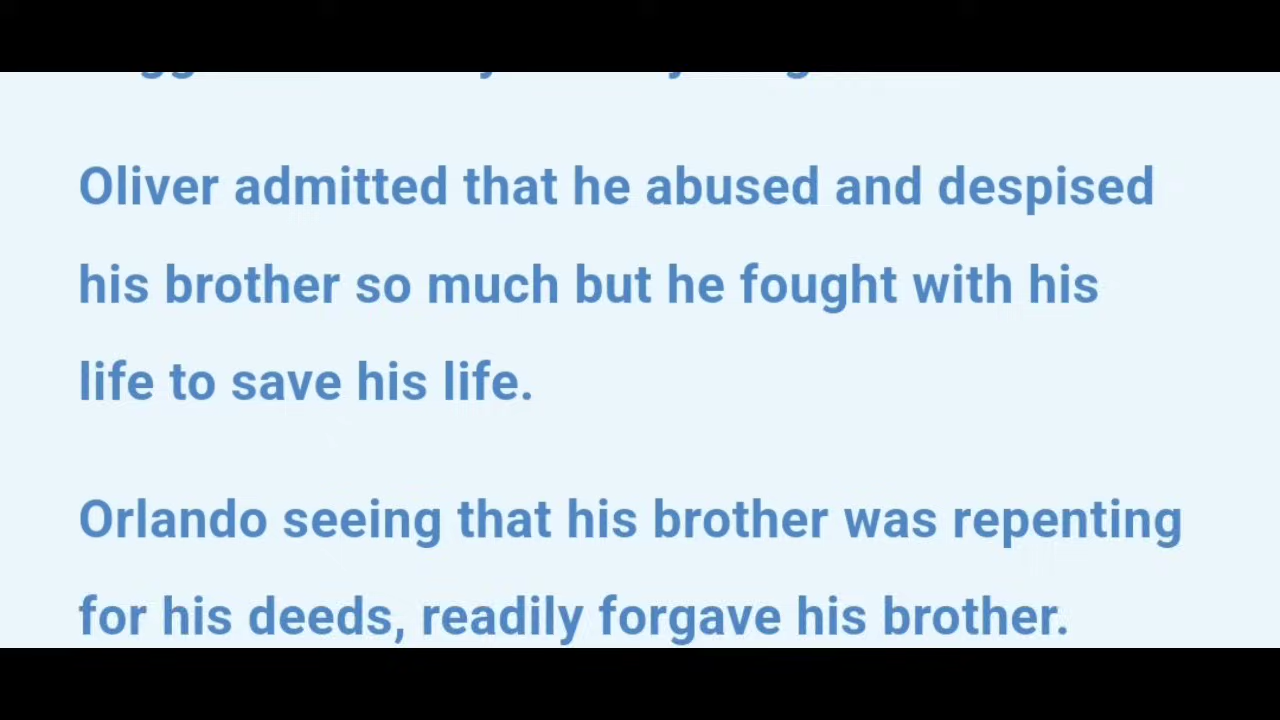 Oliver admitted that he abused and despised
his brother so much but he fought with his
life to save his life.
Orlando seeing that his brother was repenting
for his deeds, readily forgave his brother.